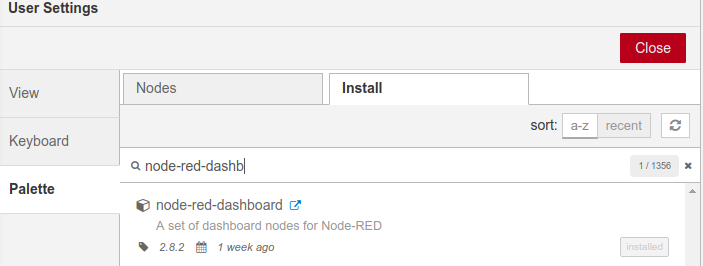 User Settings
Close
View
Nodes
Install
sort: a-z recent
Keyboard
node-red-dashb
1 / 1356
Palette
node-red-dashboard
A set of dashboard nodes for Node-RED
2.8.2
1 week ago
installed